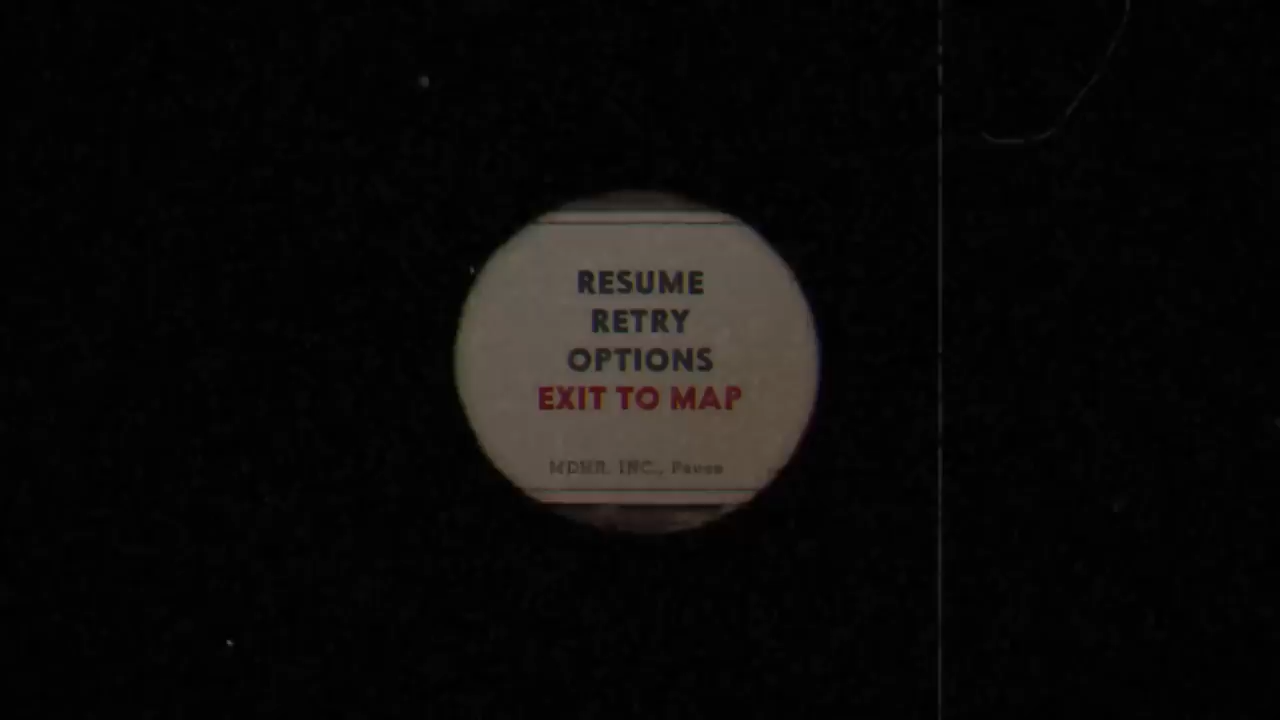 RESUME
RETRY
OPTIONS
EXIT TO MAP
MDHR. INC., Pause